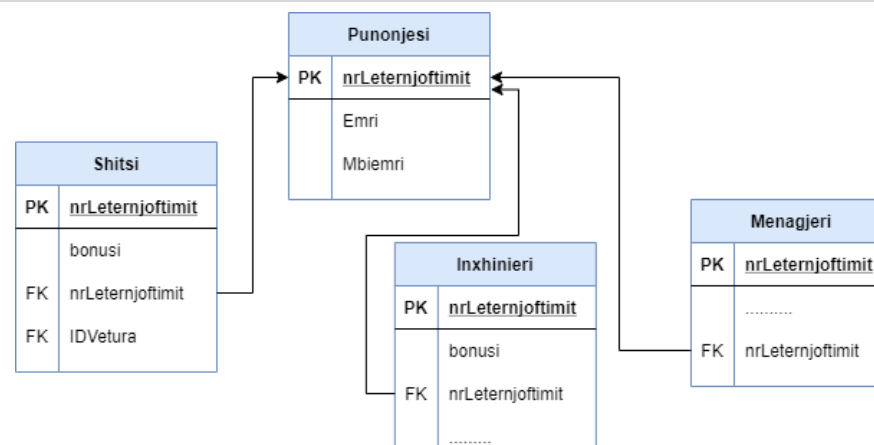 Punonjesi
PK nrLeternjoftimit
Emri
Mbiemri
Shitsi
PK nrLeternjoftimit
bonusi
FK nrLeternjoftimit
FK IDVetura
Inxhinieri
PK nrLeternjoftimit
bonusi
FK nrLeternjoftimit
.........
Menagjeri
PK nrLeternjoftimit
..........
FK nrLeternjoftimit